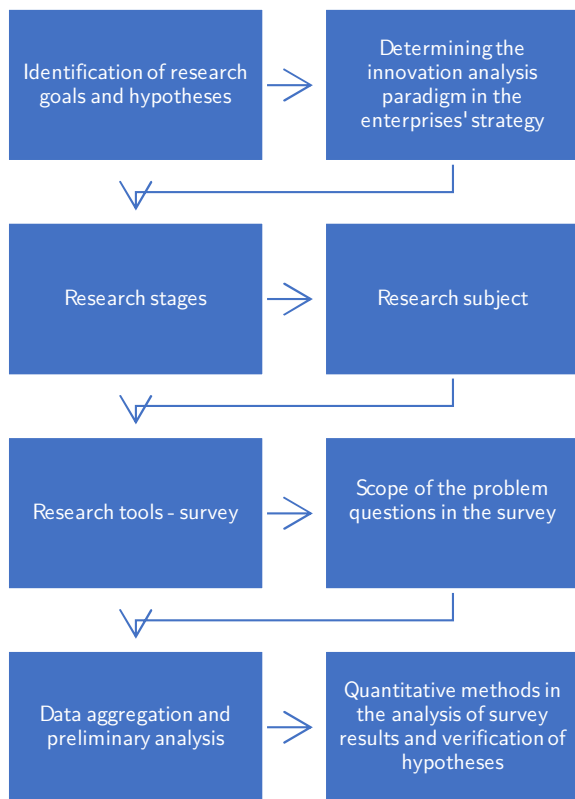 Identification of research
goals and hypotheses
Determining the
innovation analysis
paradigm in the
enterprises' strategy
Research stages
Research subject
Research tools - survey
Scope of the problem
questions in the survey
Data aggregation and
preliminary analysis
Quantitative methods in
the analysis of survey
results and verification of
hypotheses